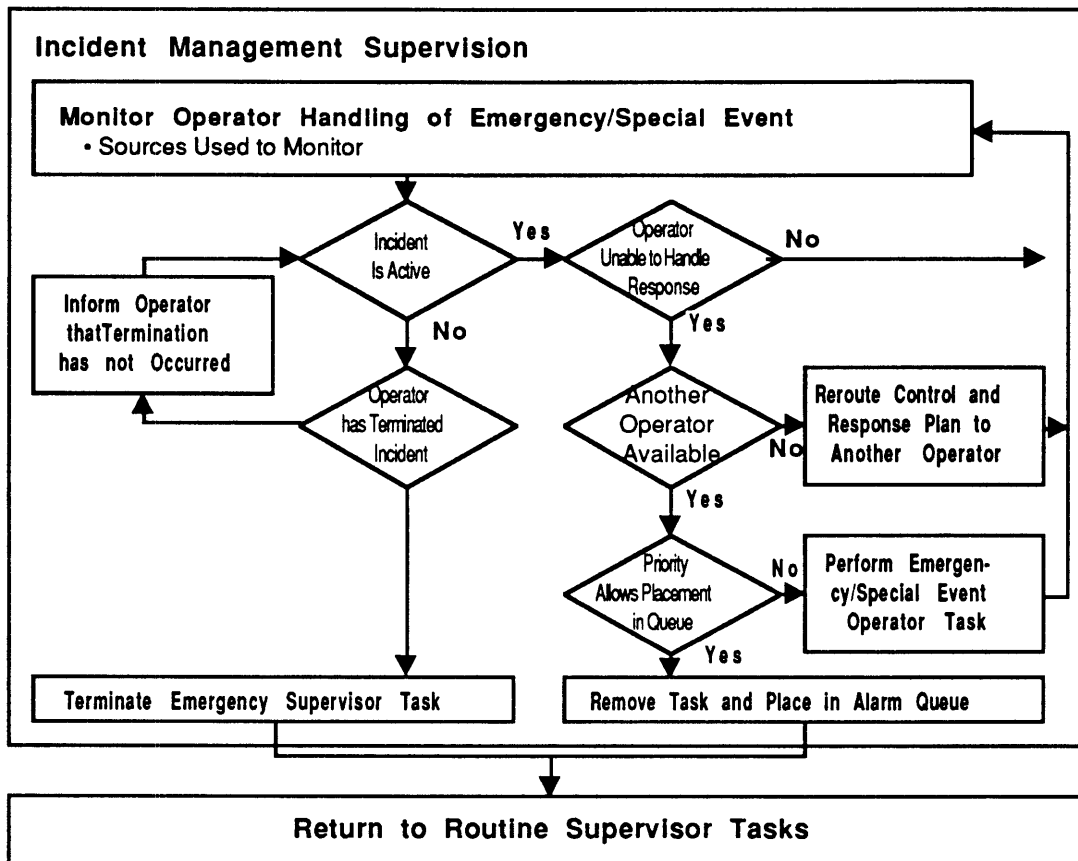 Incident Management Supervision
Monitor Operator Handling of Emergency/Special Event
• Sources Used to Monitor
Incident
Is Active
Yes
Operator
Unable to Handle
Response
No
Inform Operator
thatTermination
has not Occurred
No
Yes
Operator
has Terminated
Incident
Another
Operator
Available
No
Reroute Control and
Response Plan to
Another Operator
Yes
Priority
Allows Placement
in Queue
No
Perform Emergen-
cy/Special Event
Operator Task
Yes
Terminate Emergency Supervisor Task
Remove Task and Place in Alarm Queue
Return to Routine Supervisor Tasks